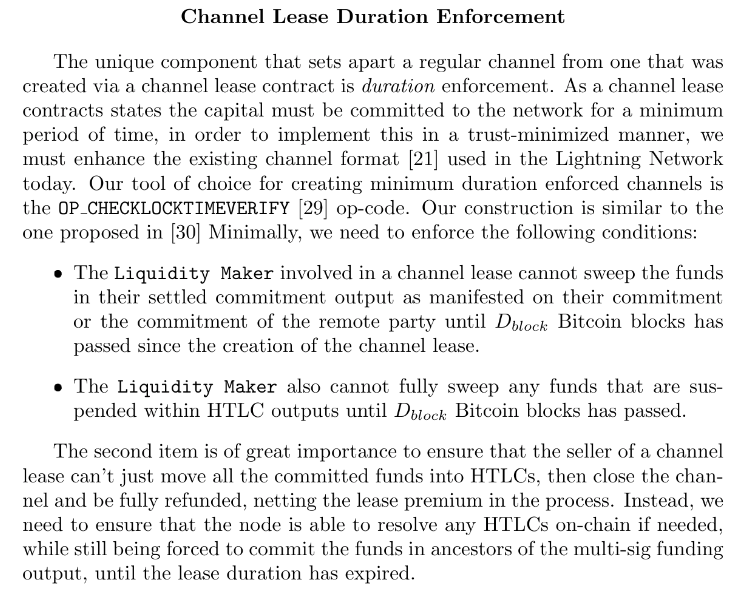 Channel Lease Duration Enforcement
The unique component that sets apart a regular channel from one that was
created via a channel lease contract is duration enforcement. As a channel lease
contracts states the capital must be committed to the network for a minimum
period of time, in order to implement this in a trust-minimized manner, we
must enhance the existing channel format [21] used in the Lightning Network
today. Our tool of choice for creating minimum duration enforced channels is
the OP_CHECKLOCKTIMEVERIFY [29] op-code. Our construction is similar to the
one proposed in [30] Minimally, we need to enforce the following conditions:
• The Liquidity Maker involved in a channel lease cannot sweep the funds
in their settled commitment output as manifested on their commitment
or the commitment of the remote party until D_block Bitcoin blocks has
passed since the creation of the channel lease.
• The Liquidity Maker also cannot fully sweep any funds that are sus-
pended within HTLC outputs until D_block Bitcoin blocks has passed.
The second item is of great importance to ensure that the seller of a channel
lease can't just move all the committed funds into HTLCs, then close the chan-
nel and be fully refunded, netting the lease premium in the process. Instead, we
need to ensure that the node is able to resolve any HTLCs on-chain if needed,
while still being forced to commit the funds in ancestors of the multi-sig funding
output, until the lease duration has expired.